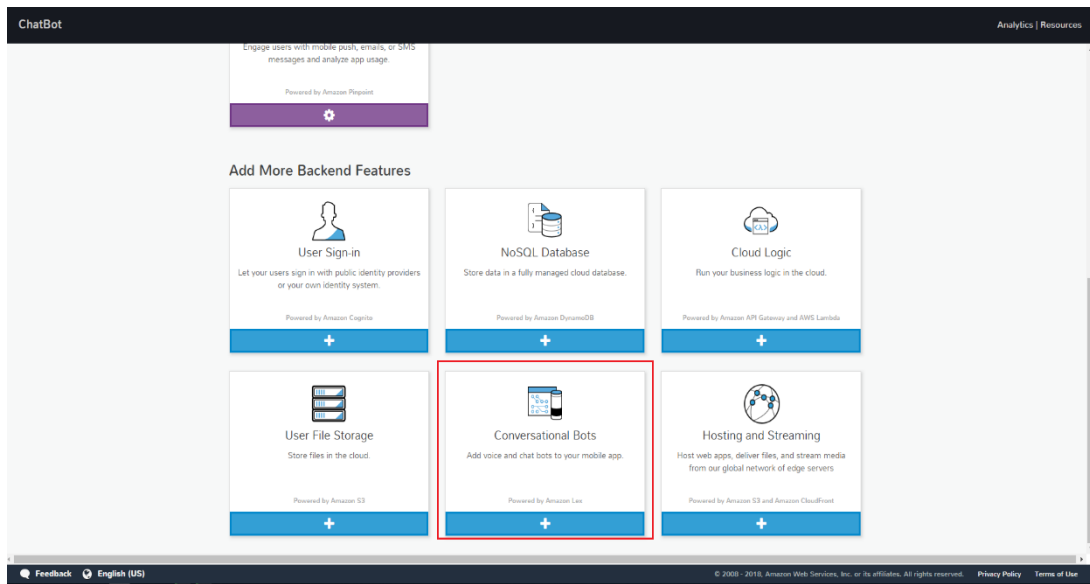 ChatBot
Analytics | Resources
Engage users with mobile push, emails, or SMS
messages and analyze app usage.
Powered by Amazon Pinpoint
Add More Backend Features
User Sign-in
Let your users sign in with public identity providers
or your own identity system.
Powered by Amazon Cognito
NoSQL Database
Store data in a fully managed cloud database.
Powered by Amazon DynamoDB
Cloud Logic
Run your business logic in the cloud.
Powered by Amazon API Gateway and AWS Lambda
User File Storage
Store files in the cloud.
Powered by Amazon S3
Conversational Bots
Add voice and chat bots to your mobile app.
Powered by Amazon Lex
Hosting and Streaming
Host web apps, deliver files, and stream media
from our global network of edge servers
Powered by Amazon S3 and Amazon CloudFront
Feedback
English (US)
© 2008 - 2018, Amazon Web Services, Inc. or its affiliates. All rights reserved.
Privacy Policy
Terms of Use